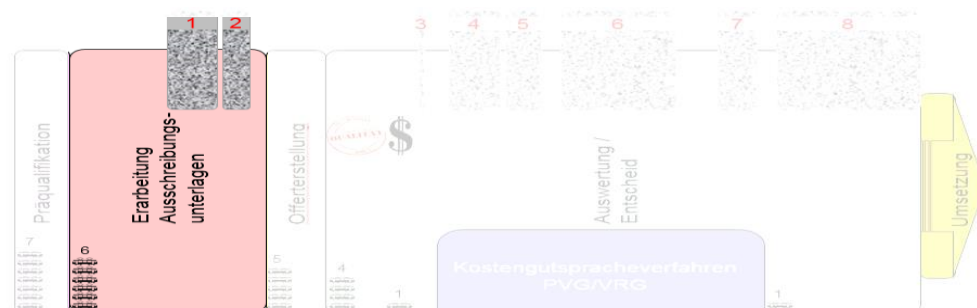 1 2 3 4 5 6 7 8
Präqualifikation
Erarbeitung
Ausschreibungs-
unterlagen
Offerterstellung
QUALITÄT
$
Auswertung /
Entscheid
Umsetzung
7
6
5
4
1
1
Kostengutspracheverfahren
PVG/VRG